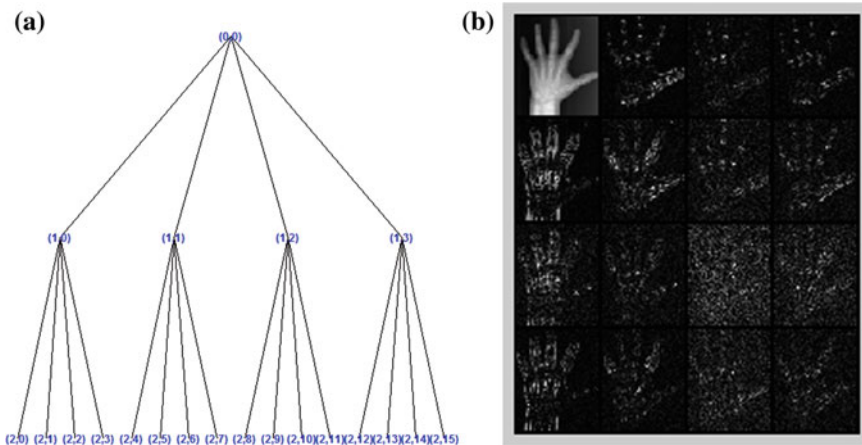 (a)
(b)
(0,0)
(1,0) (1,1) (1,2) (1,3)
(2,0) (2,1) (2,2) (2,3) (2,4) (2,5) (2,6) (2,7) (2,8) (2,9) (2,10) (2,11) (2,12) (2,13) (2,14) (2,15)